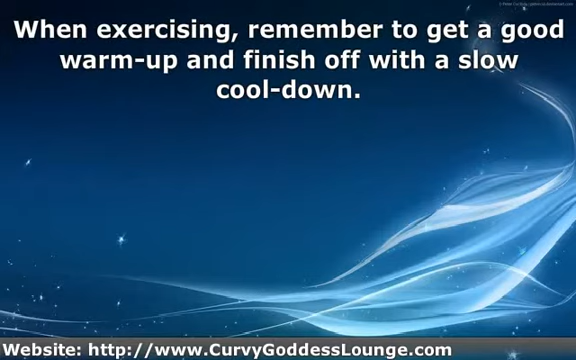 When exercising, remember to get a good
warm-up and finish off with a slow
cool-down.
Website: http://www.CurvyGoddessLounge.com